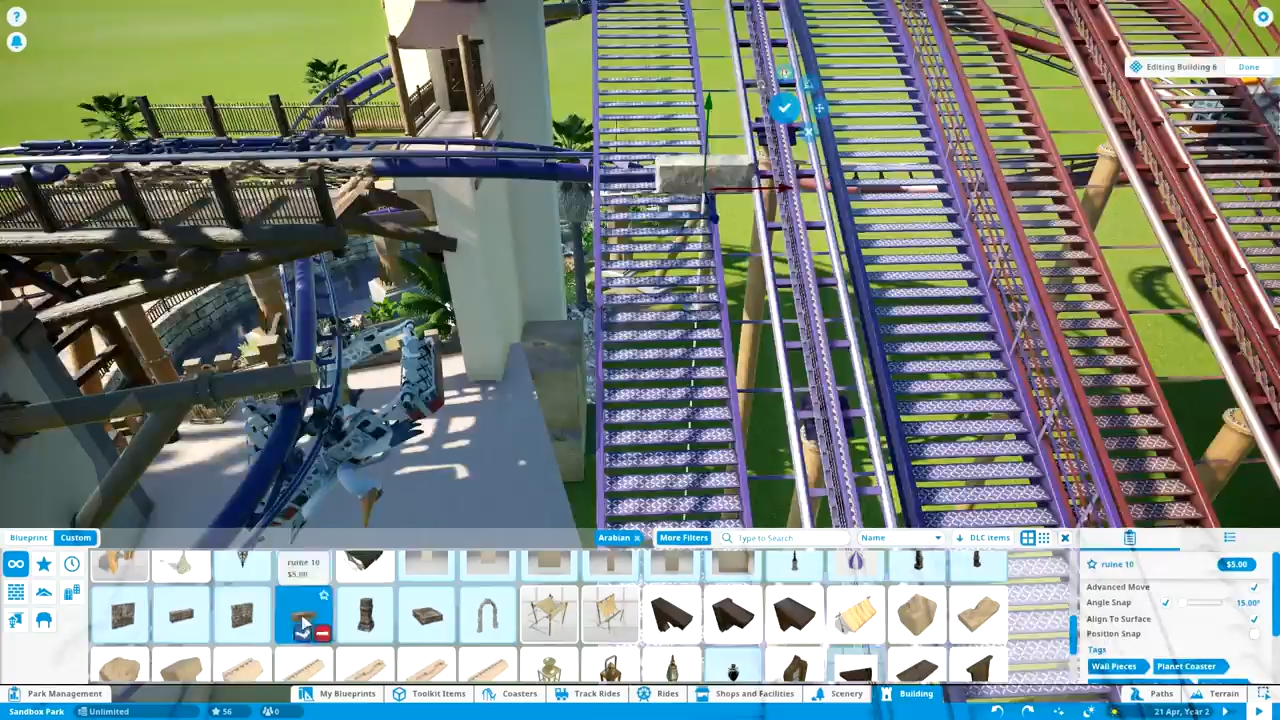 ?
Editing Building 6
Done
Blueprint
Custom
Arabian
More Filters
Type to Search
Name
DLC items
ruine 10
$5.00
ruine 10
$5.00
Advanced Move
Angle Snap
15.00°
Align To Surface
Position Snap
Tags
Wall Pieces
Planet Coaster
Park Management
My Blueprints
Toolkit Items
Coasters
Track Rides
Rides
Shops and Facilities
Scenery
Building
Paths
Terrain
Sandbox Park
Unlimited
56
0
21 Apr, Year 2